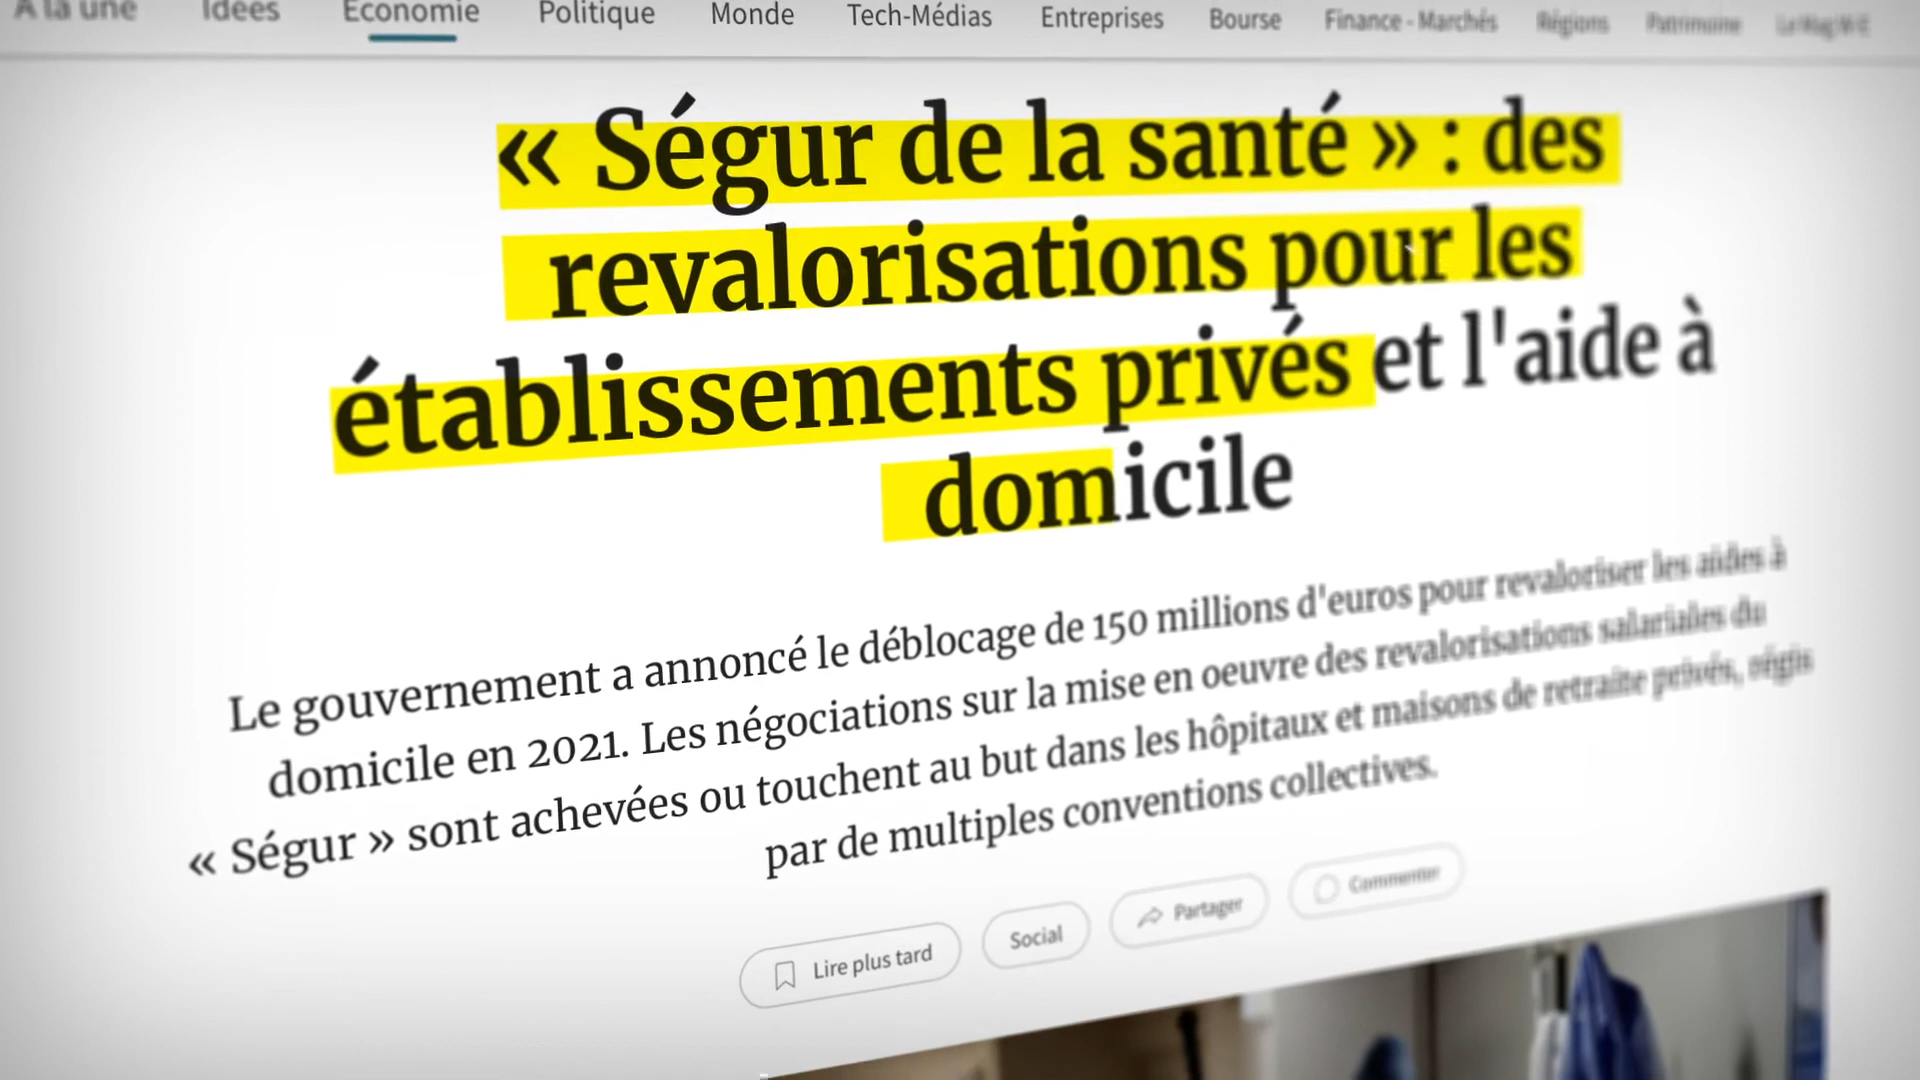 A la une Idées Economie Politique Monde Tech-Médias Entreprises Bourse Finance - Marchés Régions Patrimoine
« Ségur de la santé » : des
revalorisations pour les
établissements privés et l'aide à
domicile
Le gouvernement a annoncé le déblocage de 150 millions d'euros pour revaloriser les aides à
domicile en 2021. Les négociations sur la mise en oeuvre des revalorisations salariales du
« Ségur » sont achevées ou touchent au but dans les hôpitaux et maisons de retraite privés, régis
par de multiples conventions collectives.
Lire plus tard Social Partager Commenter